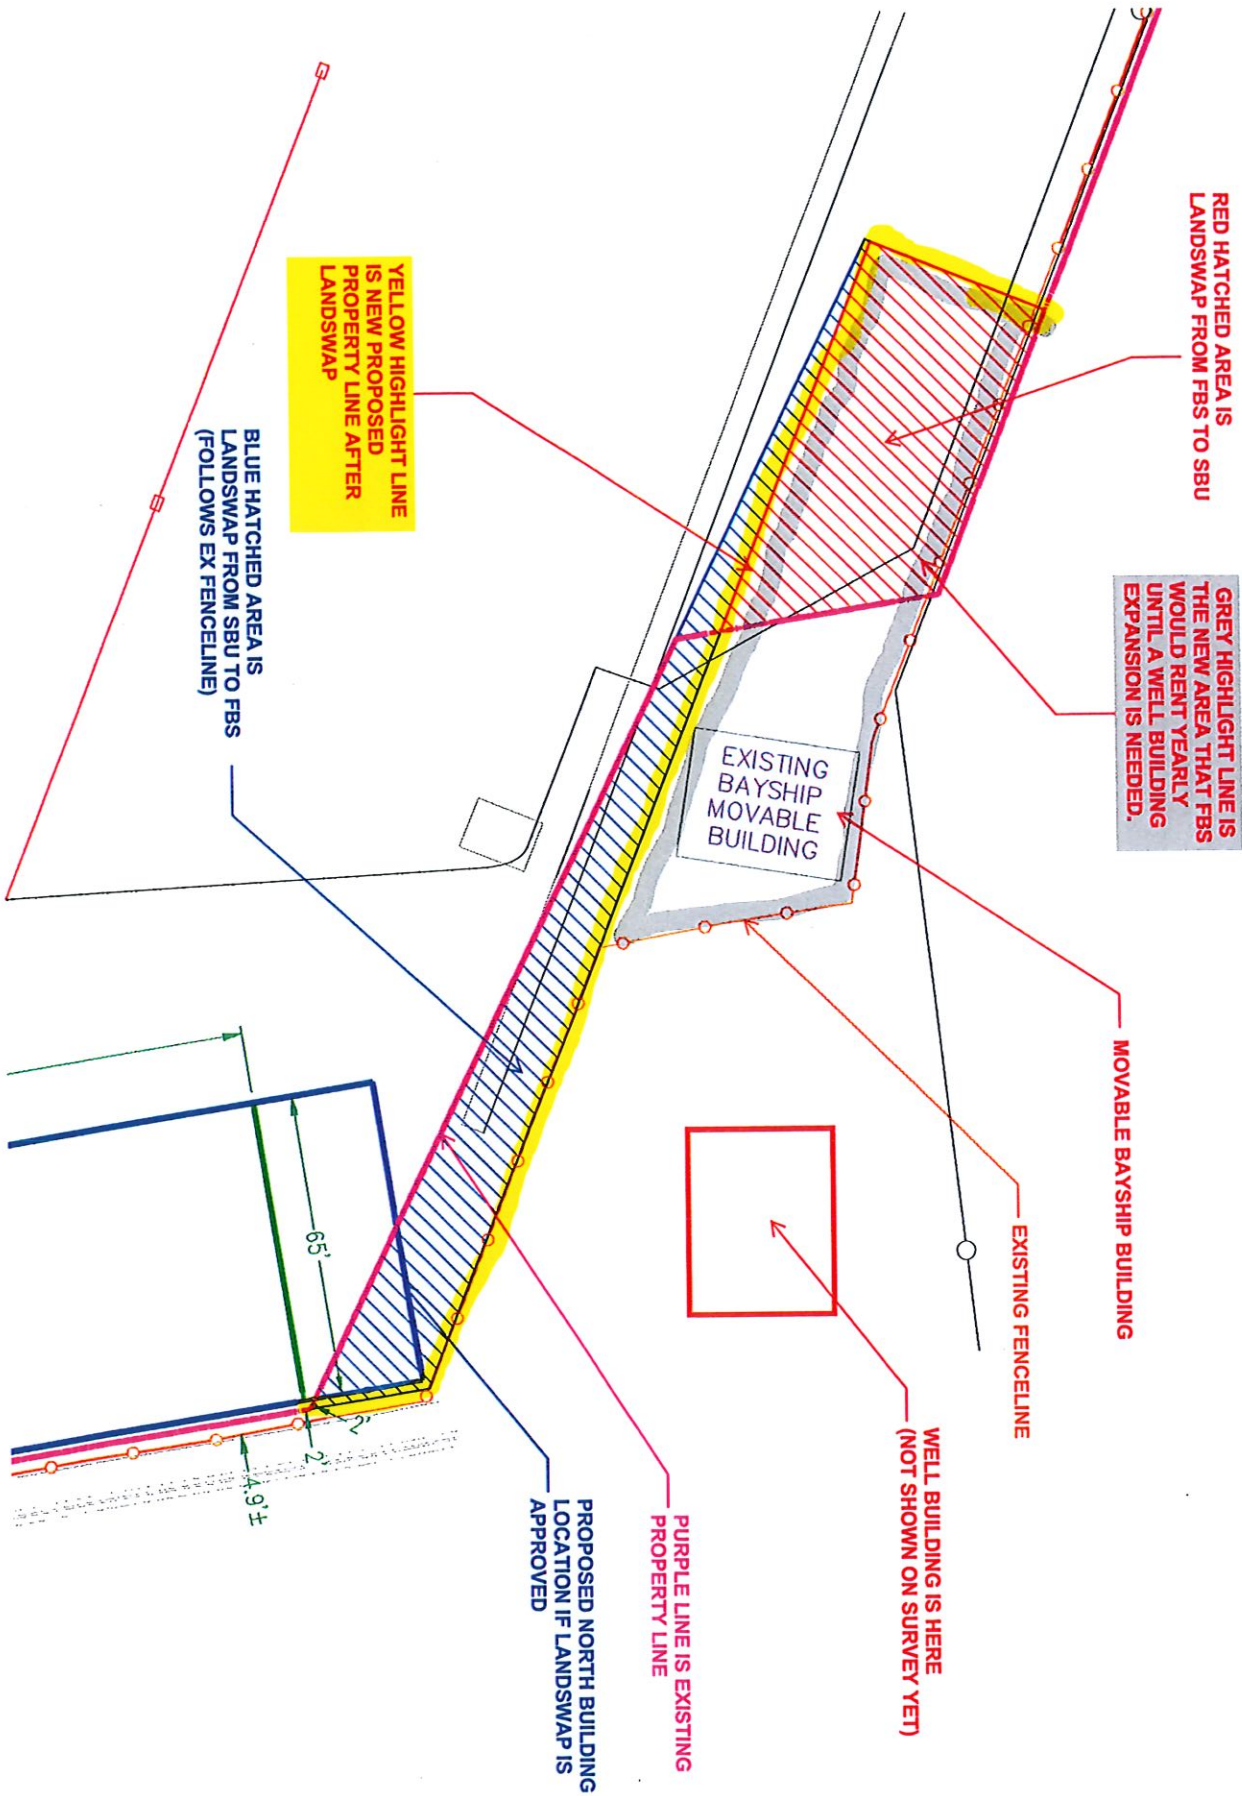 RED HATCHED AREA IS
LANDSWAP FROM FBS TO SBU
GREY HIGHLIGHT LINE IS
THE NEW AREA THAT FBS
WOULD RENT YEARLY
UNTIL A WELL BUILDING
EXPANSION IS NEEDED.
MOVABLE BAYSHIP BUILDING
EXISTING FENCELINE
WELL BUILDING IS HERE
(NOT SHOWN ON SURVEY YET)
EXISTING
BAYSHIP
MOVABLE
BUILDING
YELLOW HIGHLIGHT LINE
IS NEW PROPOSED
PROPERTY LINE AFTER
LANDSWAP
BLUE HATCHED AREA IS
LANDSWAP FROM SBU TO FBS
(FOLLOWS EX FENCELINE)
PURPLE LINE IS EXISTING
PROPERTY LINE
PROPOSED NORTH BUILDING
LOCATION IF LANDSWAP IS
APPROVED
65'
2'
2'
4.9'±